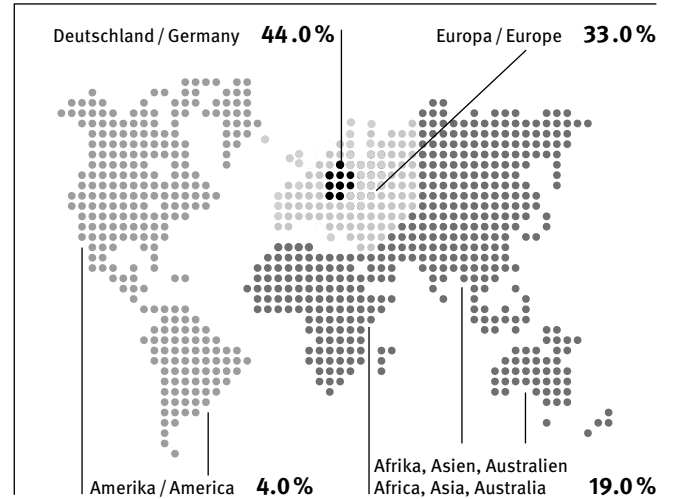 Deutschland / Germany 44.0 %
Europa / Europe 33.0 %
Amerika / America 4.0 %
Afrika, Asien, Australien
Africa, Asia, Australia 19.0 %